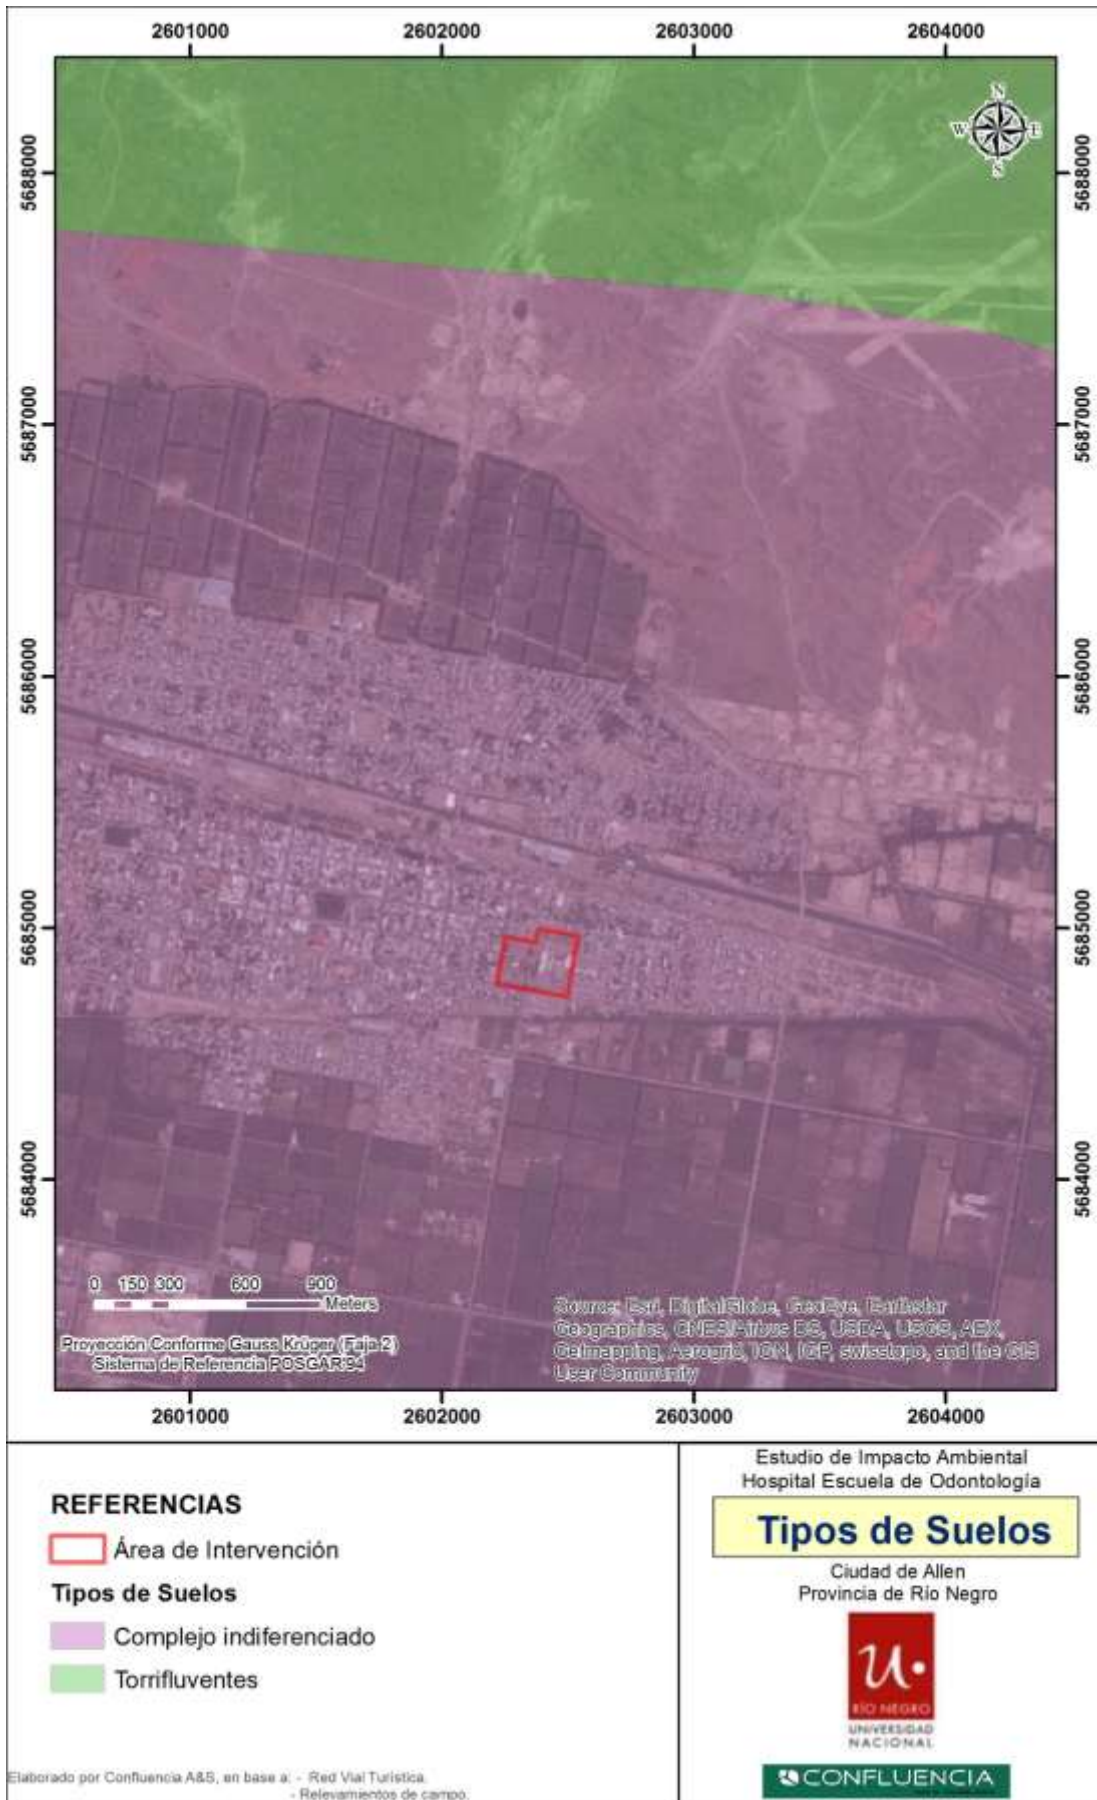 2601000 2602000 2603000 2604000
N
W E
S
5688000 5688000
5687000 5687000
5686000 5686000
5685000 5685000
5684000 5684000
0 150 300 600 900
Meters
Proyección Conforme Gauss Krüger (Faja 2)
Sistema de Referencia POSGAR 94
Source: Esri, DigitalGlobe, GeoEye, Earthstar
Geographics, CNES/Airbus DS, USDA, USGS, AEX,
Getmapping, Aerogrid, IGN, IGP, swisstopo, and the GIS
User Community
2601000 2602000 2603000 2604000
REFERENCIAS
Área de Intervención
Tipos de Suelos
Complejo indiferenciado
Torrifluventes
Elaborado por Confluencia A&S, en base a: - Red Vial Turística.
- Relevamientos de campo.
Estudio de Impacto Ambiental
Hospital Escuela de Odontología
Tipos de Suelos
Ciudad de Allen
Provincia de Río Negro
RÍO NEGRO
UNIVERSIDAD
NACIONAL
CONFLUENCIA